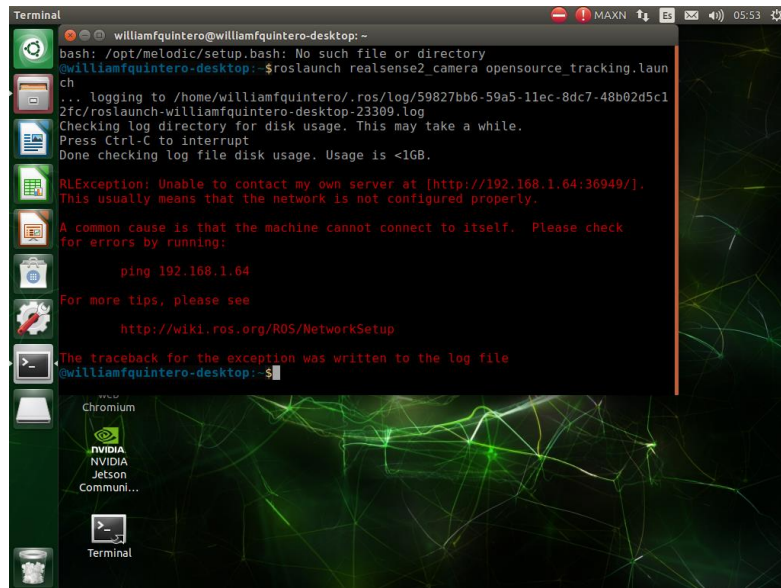 Terminal
MAXN
Es
05:53
williamfquintero@williamfquintero-desktop: ~
bash: /opt/melodic/setup.bash: No such file or directory
@williamfquintero-desktop:~$roslaunch realsense2_camera opensource_tracking.laun
ch
... logging to /home/williamfquintero/.ros/log/59827bb6-59a5-11ec-8dc7-48b02d5c1
2fc/roslaunch-williamfquintero-desktop-23309.log
Checking log directory for disk usage. This may take a while.
Press Ctrl-C to interrupt
Done checking log file disk usage. Usage is <1GB.
RLException: Unable to contact my own server at [http://192.168.1.64:36949/].
This usually means that the network is not configured properly.
A common cause is that the machine cannot connect to itself.  Please check
for errors by running:
ping 192.168.1.64
For more tips, please see
http://wiki.ros.org/ROS/NetworkSetup
The traceback for the exception was written to the log file
@williamfquintero-desktop:~$
Chromium
NVIDIA
NVIDIA
Jetson
Communi...
Terminal